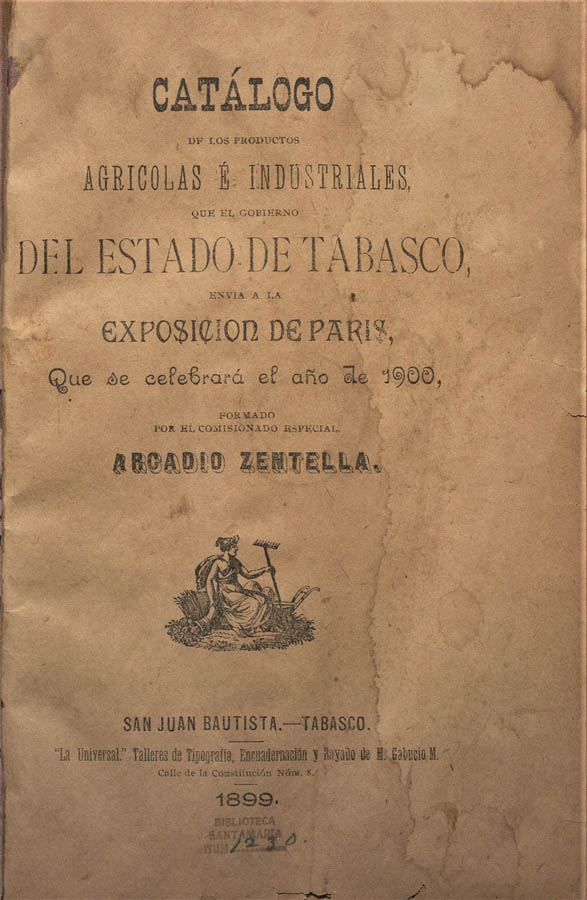 CATÁLOGO
DE LOS PRODUCTOS
AGRICOLAS É INDUSTRIALES,
QUE EL GOBIERNO
DEL ESTADO DE TABASCO,
ENVIA A LA
EXPOSICION DE PARIS,
Que se celebrará el año de 1900,
FORMADO
POR EL COMISIONADO ESPECIAL.
ARCADIO ZENTELLA.
SAN JUAN BAUTISTA.—TABASCO.
"La Universal." Talleres de Tipografía, Encuadernación y Rayado de M. Gabucio M.
Calle de la Constitución Núm. 8.
1899.
BIBLIOTECA
SANTAMARIA
NUM 1230